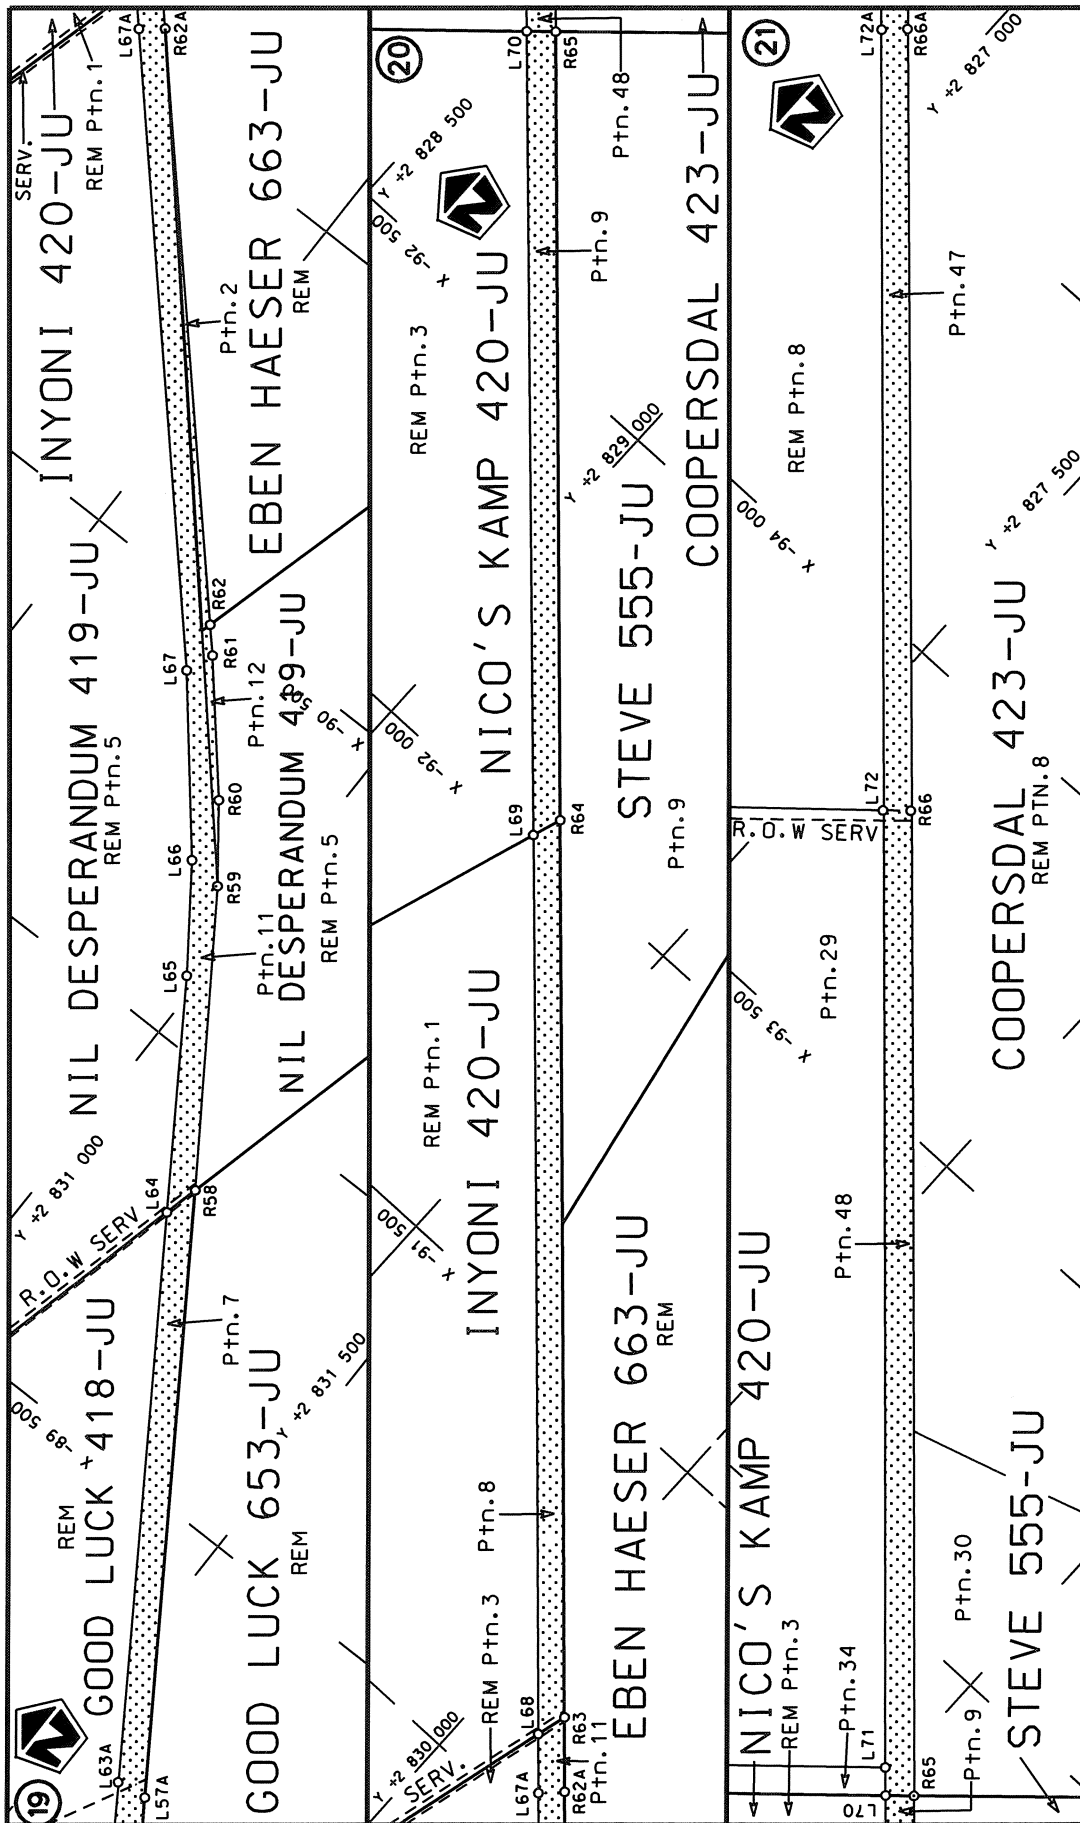 19
L63A
L57A
GOOD LUCK 418-JU
REM
X -89 500
R.O.W SERV
L64
R58
Ptn.7
GOOD LUCK 653-JU
REM
Y +2 831 500
Y +2 831 000
NIL DESPERANDUM 419-JU
REM Ptn.5
L65
L66
L67
R59
R60
R61
R62
Ptn.11
Ptn.12
NIL DESPERANDUM 419-JU
REM Ptn.5
X -90
INYONI 420-JU
REM Ptn.1
SERV.
L67A
R62A
Ptn.2
EBEN HAESER 663-JU
REM
20
Y +2 830 000
SERV.
REM Ptn.3
L67A
L68
R62A
R63
Ptn.11
Ptn.8
EBEN HAESER 663-JU
REM
X -91 500
INYONI 420-JU
REM Ptn.1
L69
R64
X -92 000
NICO'S KAMP 420-JU
REM Ptn.3
STEVE 555-JU
Ptn.9
Y +2 829 000
X -92 500
Y +2 828 500
Ptn.9
L70
R65
Ptn.48
COOPERSDAL 423-JU
21
NICO'S KAMP 420-JU
REM Ptn.3
Ptn.34
L70
L71
R65
Ptn.9
STEVE 555-JU
Ptn.30
Ptn.48
Ptn.29
X -93 500
R.O.W SERV
L72
R66
COOPERSDAL 423-JU
REM PTN.8
Y +2 827 500
X -94 000
REM Ptn.8
Ptn.47
L72A
R66A
Y +2 827 000